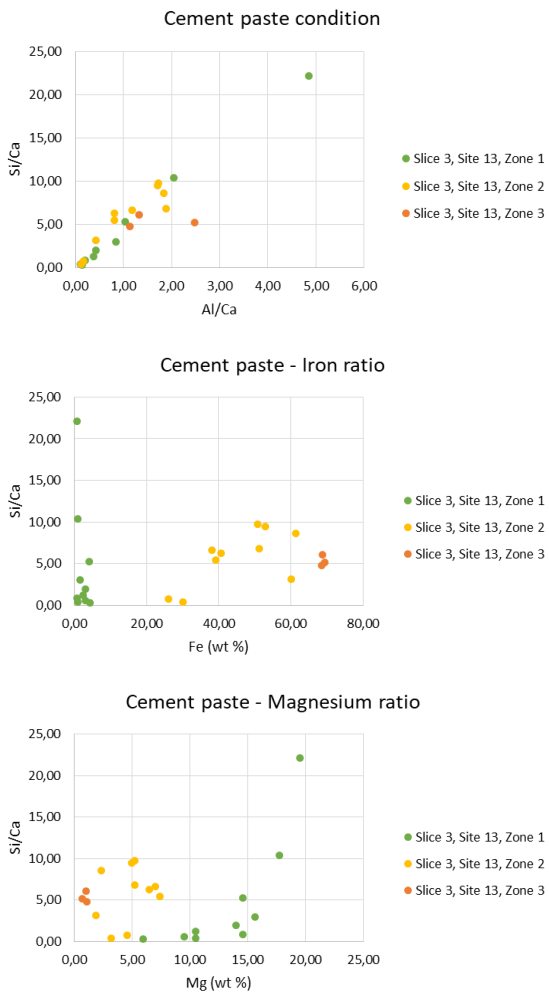 Cement paste condition
25,00
20,00
15,00
10,00
5,00
0,00
Si/Ca
0,00 1,00 2,00 3,00 4,00 5,00 6,00
Al/Ca
Slice 3, Site 13, Zone 1
Slice 3, Site 13, Zone 2
Slice 3, Site 13, Zone 3
Cement paste - Iron ratio
25,00
20,00
15,00
10,00
5,00
0,00
Si/Ca
0,00 20,00 40,00 60,00 80,00
Fe (wt %)
Slice 3, Site 13, Zone 1
Slice 3, Site 13, Zone 2
Slice 3, Site 13, Zone 3
Cement paste - Magnesium ratio
25,00
20,00
15,00
10,00
5,00
0,00
Si/Ca
0,00 5,00 10,00 15,00 20,00 25,00
Mg (wt %)
Slice 3, Site 13, Zone 1
Slice 3, Site 13, Zone 2
Slice 3, Site 13, Zone 3